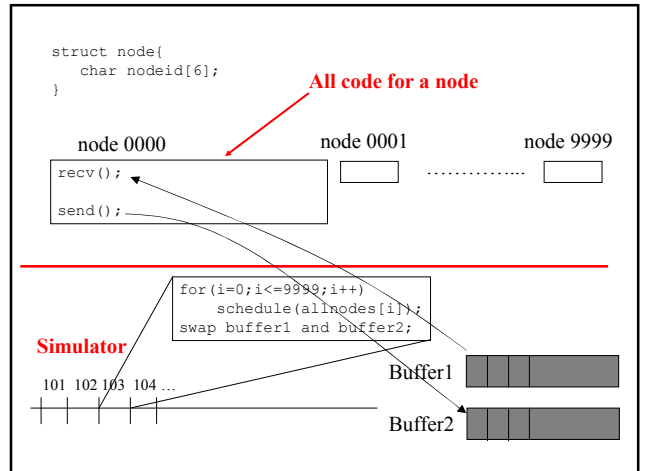 struct node{
char nodeid[6];
}
All code for a node
node 0000
node 0001
node 9999
recv();
send();
…………...
for(i=0;i<=9999;i++)
schedule(allnodes[i]);
swap buffer1 and buffer2;
Simulator
101 102 103 104 …
Buffer1
Buffer2